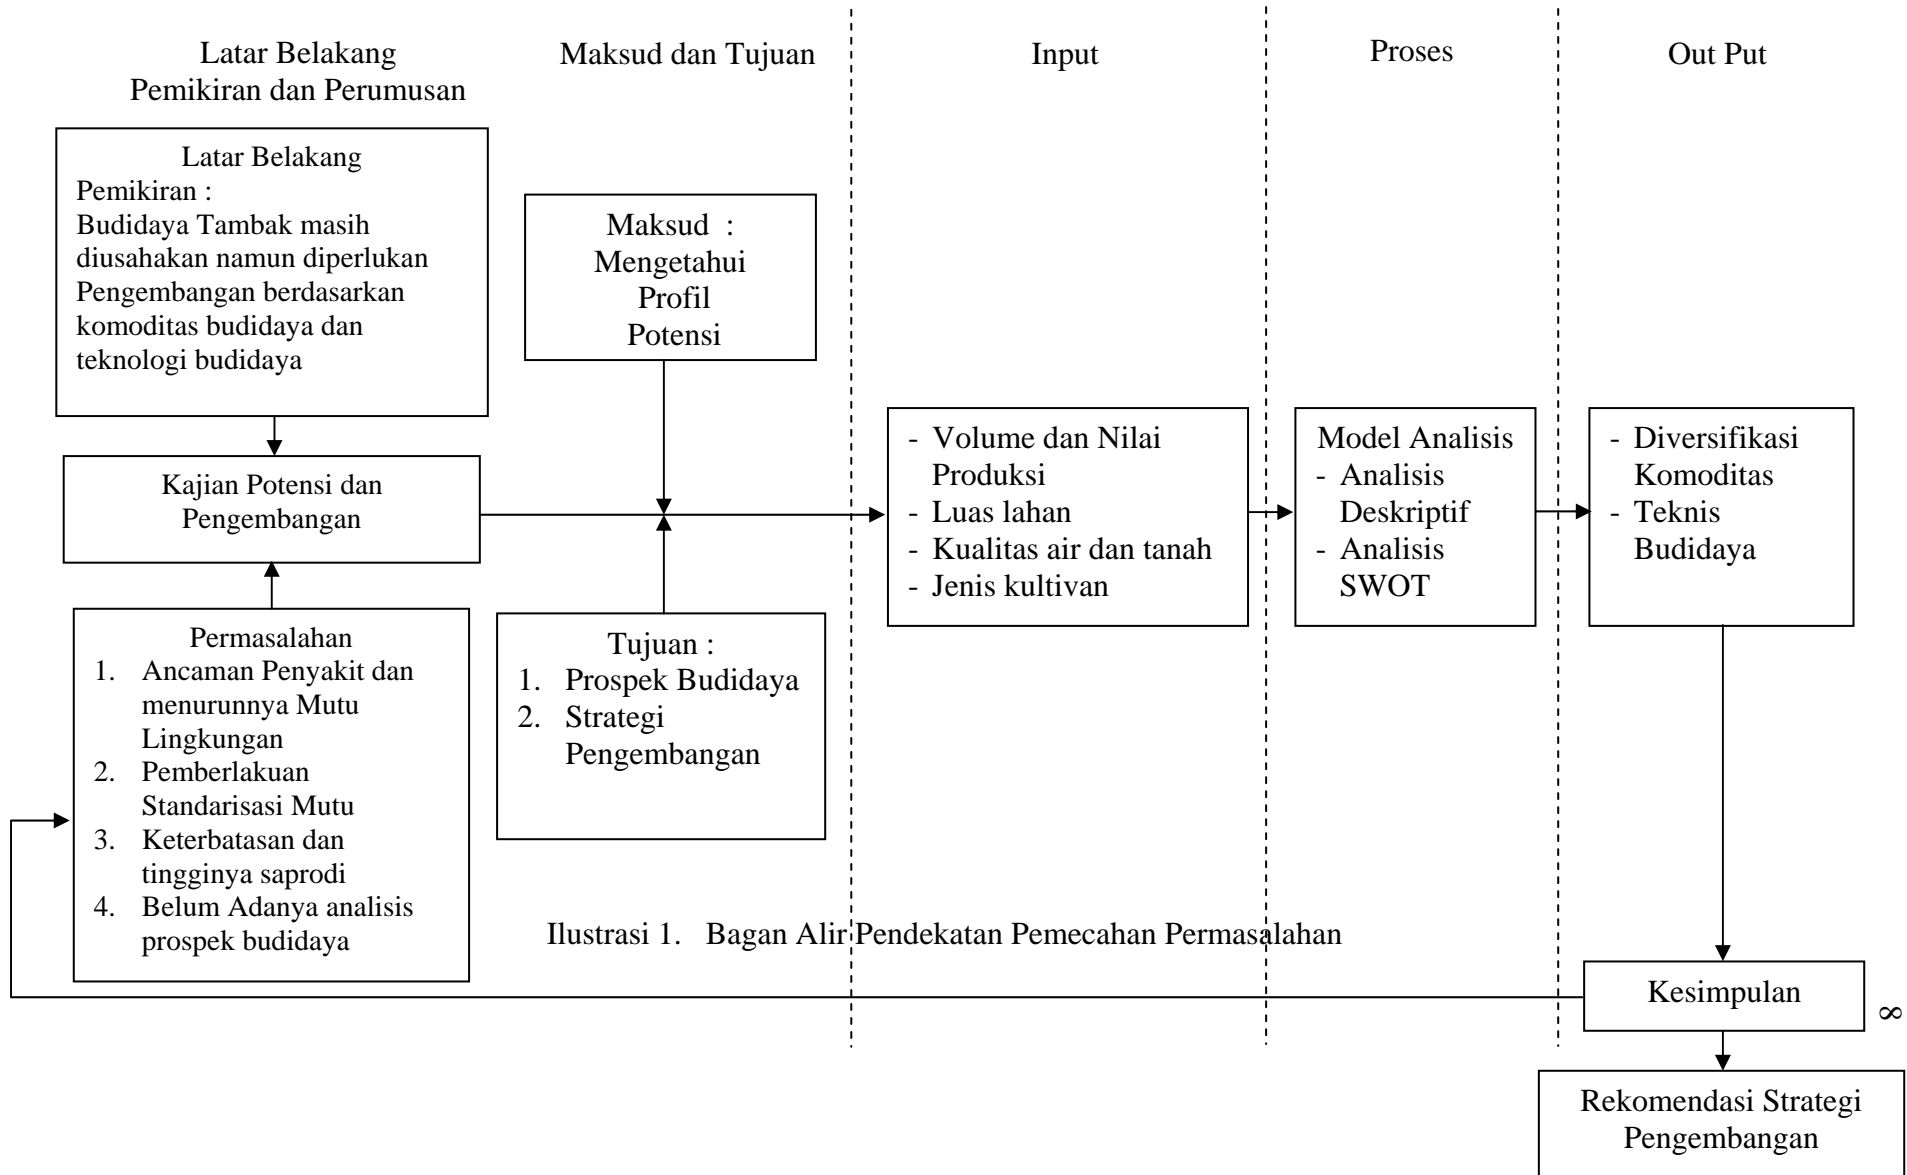 Latar Belakang
Pemikiran dan Perumusan
Maksud dan Tujuan
Input
Proses
Out Put
Latar Belakang
Pemikiran :
Budidaya Tambak masih
diusahakan namun diperlukan
Pengembangan berdasarkan
komoditas budidaya dan
teknologi budidaya
Kajian Potensi dan
Pengembangan
Permasalahan
1. Ancaman Penyakit dan
menurunnya Mutu
Lingkungan
2. Pemberlakuan
Standarisasi Mutu
3. Keterbatasan dan
tingginya saprodi
4. Belum Adanya analisis
prospek budidaya
Maksud :
Mengetahui
Profil
Potensi
Tujuan :
1. Prospek Budidaya
2. Strategi
Pengembangan
- Volume dan Nilai
Produksi
- Luas lahan
- Kualitas air dan tanah
- Jenis kultivan
Model Analisis
- Analisis
Deskriptif
- Analisis
SWOT
- Diversifikasi
Komoditas
- Teknis
Budidaya
Ilustrasi 1. Bagan Alir Pendekatan Pemecahan Permasalahan
Kesimpulan
∞
Rekomendasi Strategi
Pengembangan